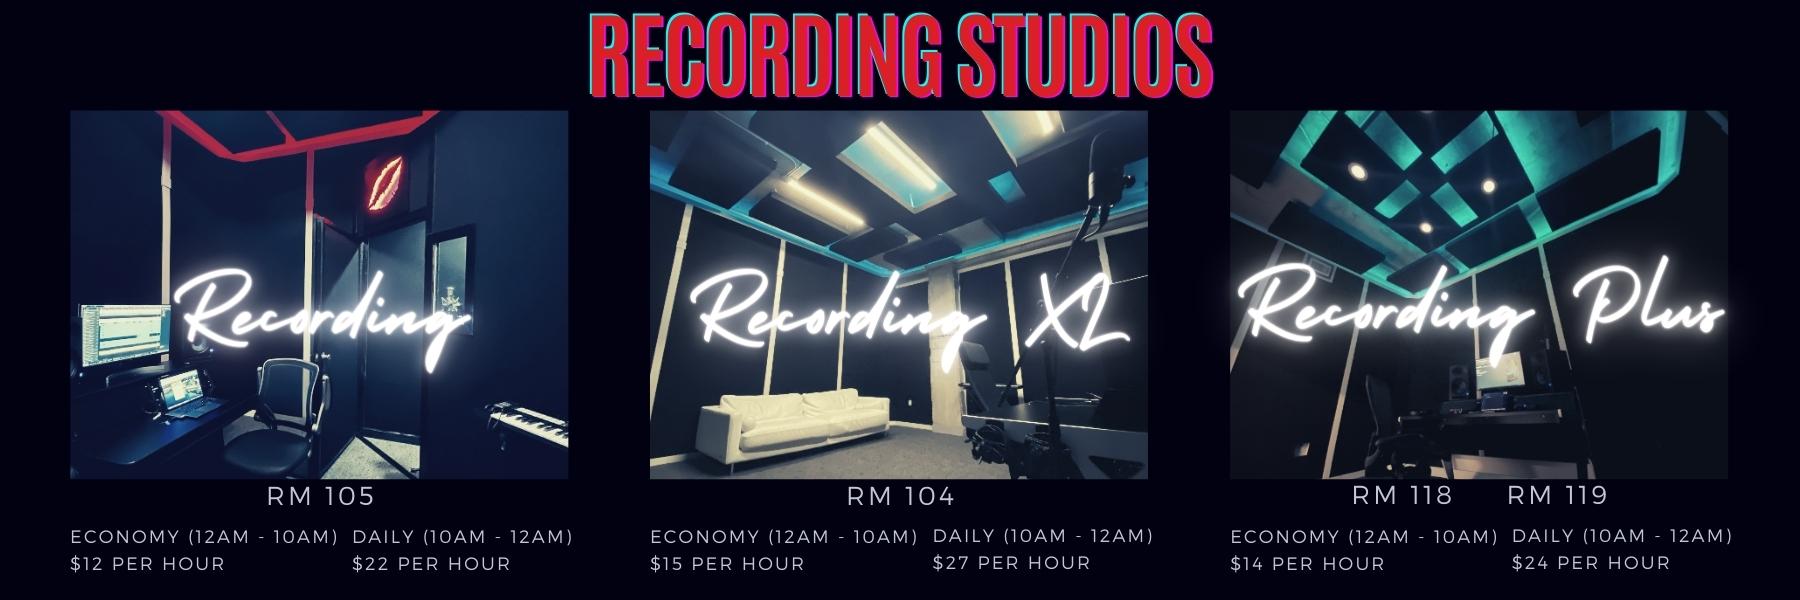 RECORDING STUDIOS
Recording
RM 105
ECONOMY (12AM - 10AM) DAILY (10AM - 12AM)
$12 PER HOUR $22 PER HOUR
Recording XL
RM 104
ECONOMY (12AM - 10AM) DAILY (10AM - 12AM)
$15 PER HOUR $27 PER HOUR
Recording Plus
RM 118 RM 119
ECONOMY (12AM - 10AM) DAILY (10AM - 12AM)
$14 PER HOUR $24 PER HOUR